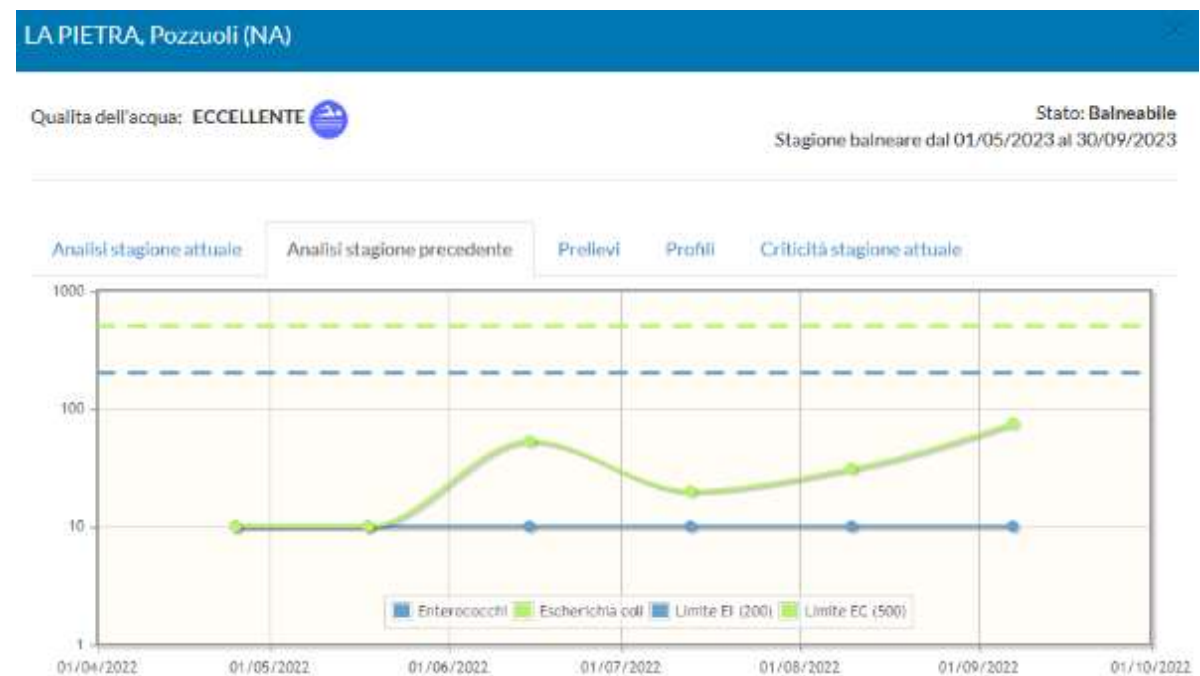 LA PIETRA, Pozzuoli (NA)
Qualita dell'acqua: ECCELLENTE
Stato: Balneabile
Stagione balneare dal 01/05/2023 al 30/09/2023
Analisi stagione attuale Analisi stagione precedente Prelievi Profili Criticità stagione attuale
1000
100
10
1
Enterococchi Escherichia coli Limite EI (200) Limite EC (500)
01/04/2022 01/05/2022 01/06/2022 01/07/2022 01/08/2022 01/09/2022 01/10/2022